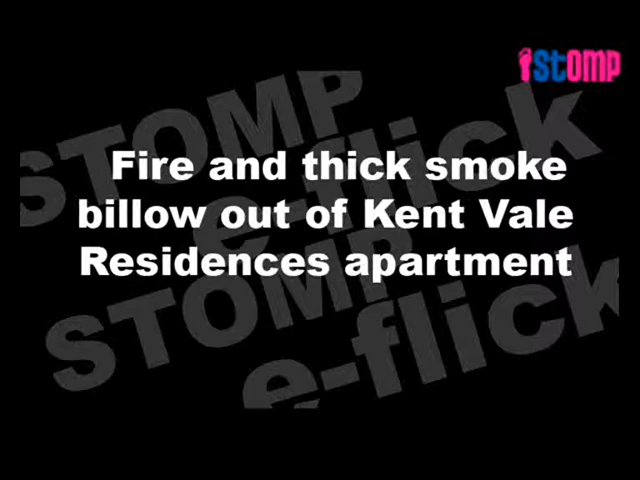 STOMP
Fire and thick smoke
billow out of Kent Vale
Residences apartment
STOMP
e-flick
STOMP
e-flick